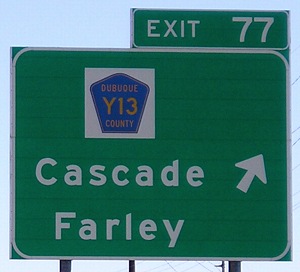 EXIT 77
DUBUQUE
Y13
COUNTY
Cascade
Farley